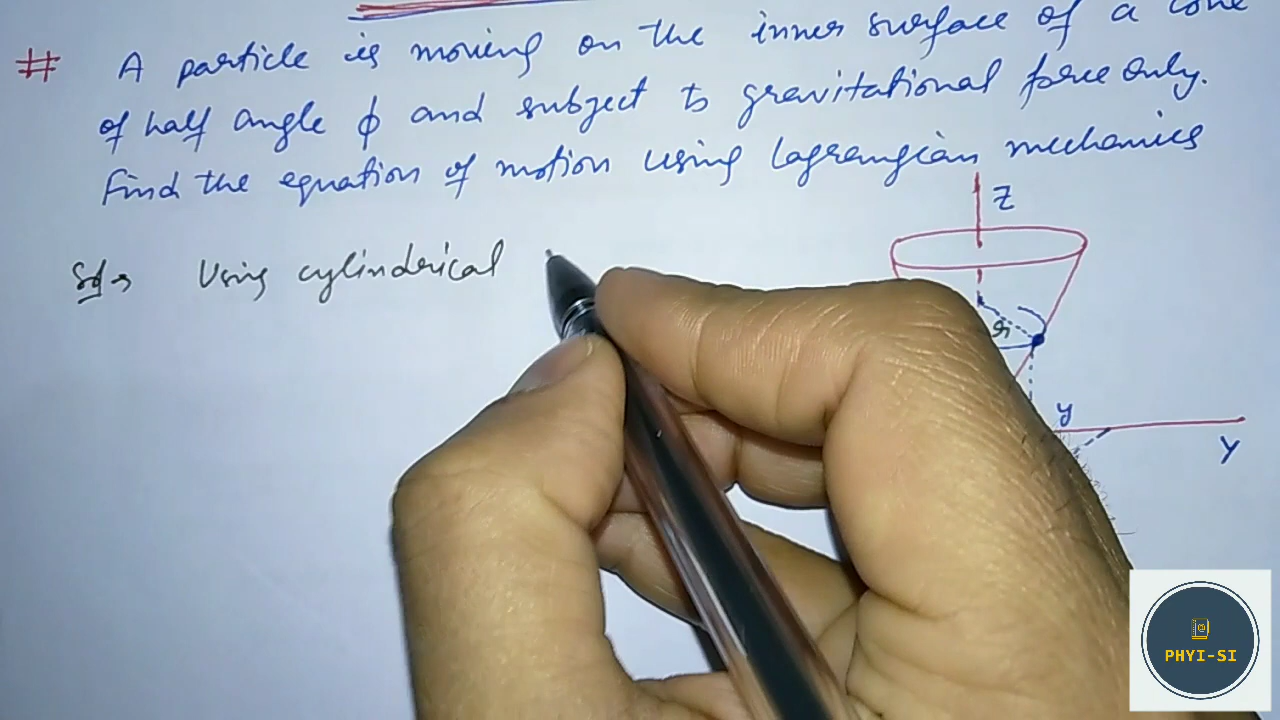 # A particle is moving on the inner surface of a cone
of half angle ϕ and subject to gravitational force only.
Find the equation of motion using Lagrangian mechanics
Z
Sol→ Using cylindrical
r
y
Y
PHYI-SI